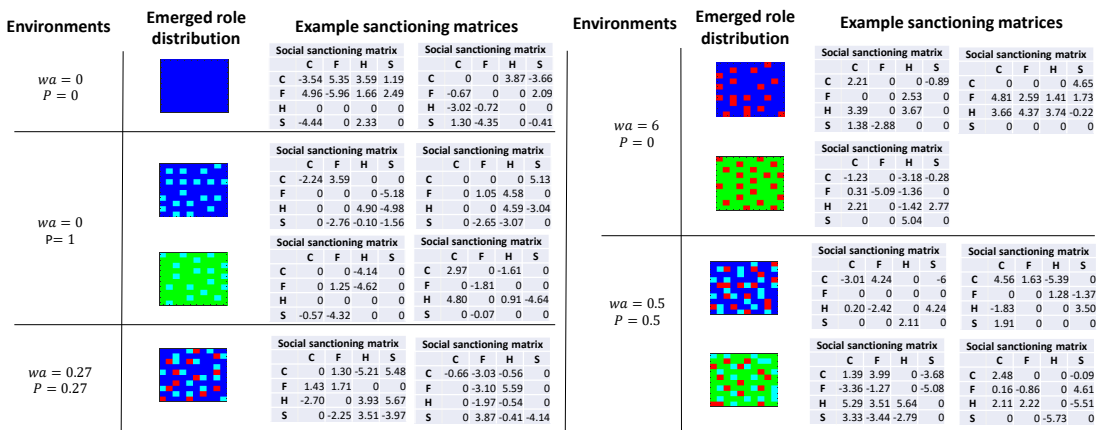 Environments
Emerged role
distribution
Example sanctioning matrices
wa = 0
P = 0
Social sanctioning matrix
C F H S
C -3.54 5.35 3.59 1.19
F 4.96 -5.96 1.66 2.49
H 0 0 0 0
S -4.44 0 2.33 0
Social sanctioning matrix
C F H S
C 0 0 3.87 -3.66
F -0.67 0 0 2.09
H -3.02 -0.72 0 0
S 1.30 -4.35 0 -0.41
wa = 0
P= 1
Social sanctioning matrix
C F H S
C -2.24 3.59 0 0
F 0 0 0 -5.18
H 0 0 4.90 -4.98
S 0 -2.76 -0.10 -1.56
Social sanctioning matrix
C F H S
C 0 0 0 5.13
F 0 1.05 4.58 0
H 0 0 4.59 -3.04
S 0 -2.65 -3.07 0
Social sanctioning matrix
C F H S
C 0 0 -4.14 0
F 0 1.25 -4.62 0
H 0 0 0 0
S -0.57 -4.32 0 0
Social sanctioning matrix
C F H S
C 2.97 0 -1.61 0
F 0 -1.81 0 0
H 4.80 0 0.91 -4.64
S 0 -0.07 0 0
wa = 0.27
P = 0.27
Social sanctioning matrix
C F H S
C 0 1.30 -5.21 5.48
F 1.43 1.71 0 0
H -2.70 0 3.93 5.67
S 0 -2.25 3.51 -3.97
Social sanctioning matrix
C F H S
C -0.66 -3.03 -0.56 0
F 0 -3.10 5.59 0
H 0 -1.97 -0.54 0
S 0 3.87 -0.41 -4.14
Environments
Emerged role
distribution
Example sanctioning matrices
wa = 6
P = 0
Social sanctioning matrix
C F H S
C 2.21 0 0 -0.89
F 0 0 2.53 0
H 3.39 0 3.67 0
S 1.38 -2.88 0 0
Social sanctioning matrix
C F H S
C 0 0 0 4.65
F 4.81 2.59 1.41 1.73
H 3.66 4.37 3.74 -0.22
S 0 0 0 0
Social sanctioning matrix
C F H S
C -1.23 0 -3.18 -0.28
F 0.31 -5.09 -1.36 0
H 2.21 0 -1.42 2.77
S 0 0 5.04 0
wa = 0.5
P = 0.5
Social sanctioning matrix
C F H S
C -3.01 4.24 0 -6
F 0 0 0 0
H 0.20 -2.42 0 4.24
S 0 0 2.11 0
Social sanctioning matrix
C F H S
C 4.56 1.63 -5.39 0
F 0 0 1.28 -1.37
H -1.83 0 0 3.50
S 1.91 0 0 0
Social sanctioning matrix
C F H S
C 1.39 3.99 0 -3.68
F -3.36 -1.27 0 -5.08
H 5.29 3.51 5.64 0
S 3.33 -3.44 -2.79 0
Social sanctioning matrix
C F H S
C 2.48 0 0 -0.09
F 0.16 -0.86 0 4.61
H 2.11 2.22 0 -5.51
S 0 0 -5.73 0